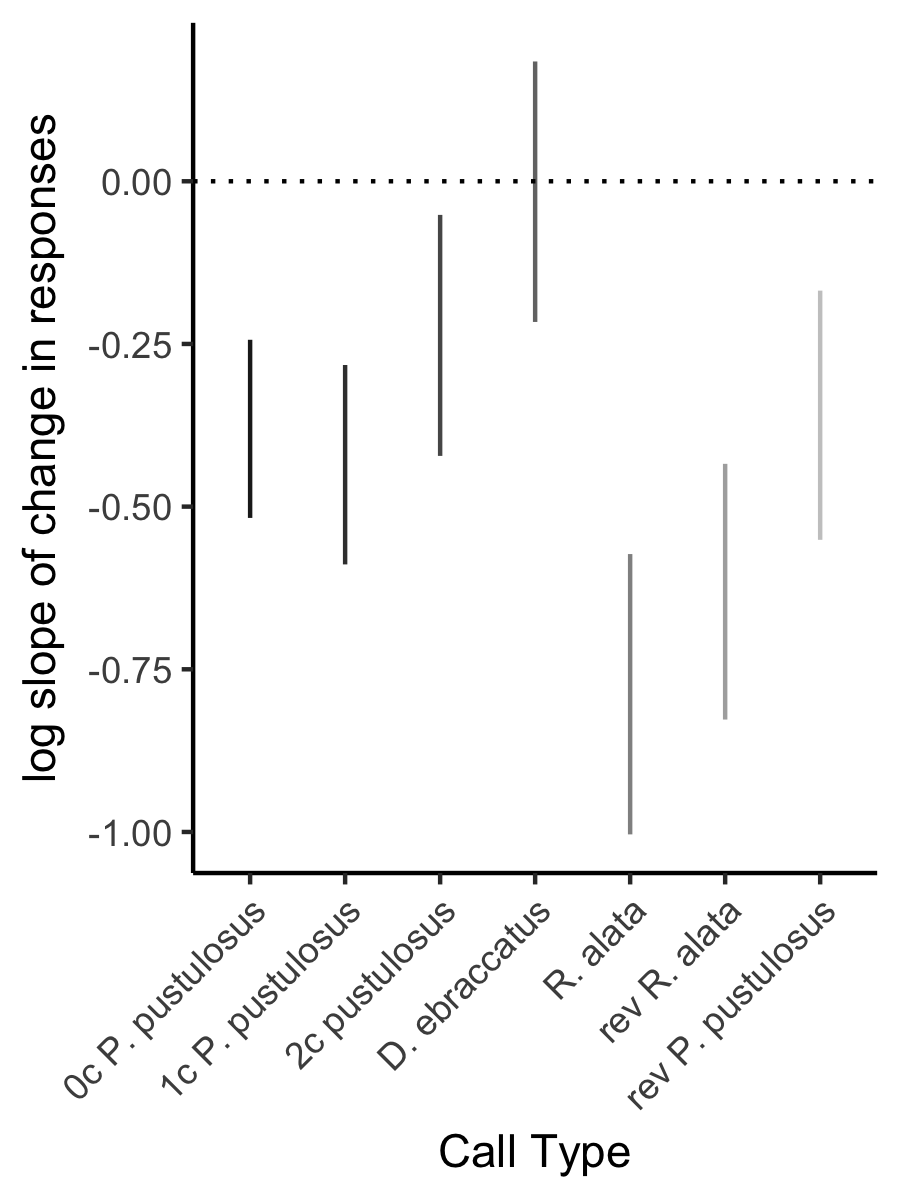 log slope of change in responses
0.00
-0.25
-0.50
-0.75
-1.00
0c P. pustulosus
1c P. pustulosus
2c pustulosus
D. ebraccatus
R. alata
rev R. alata
rev P. pustulosus
Call Type